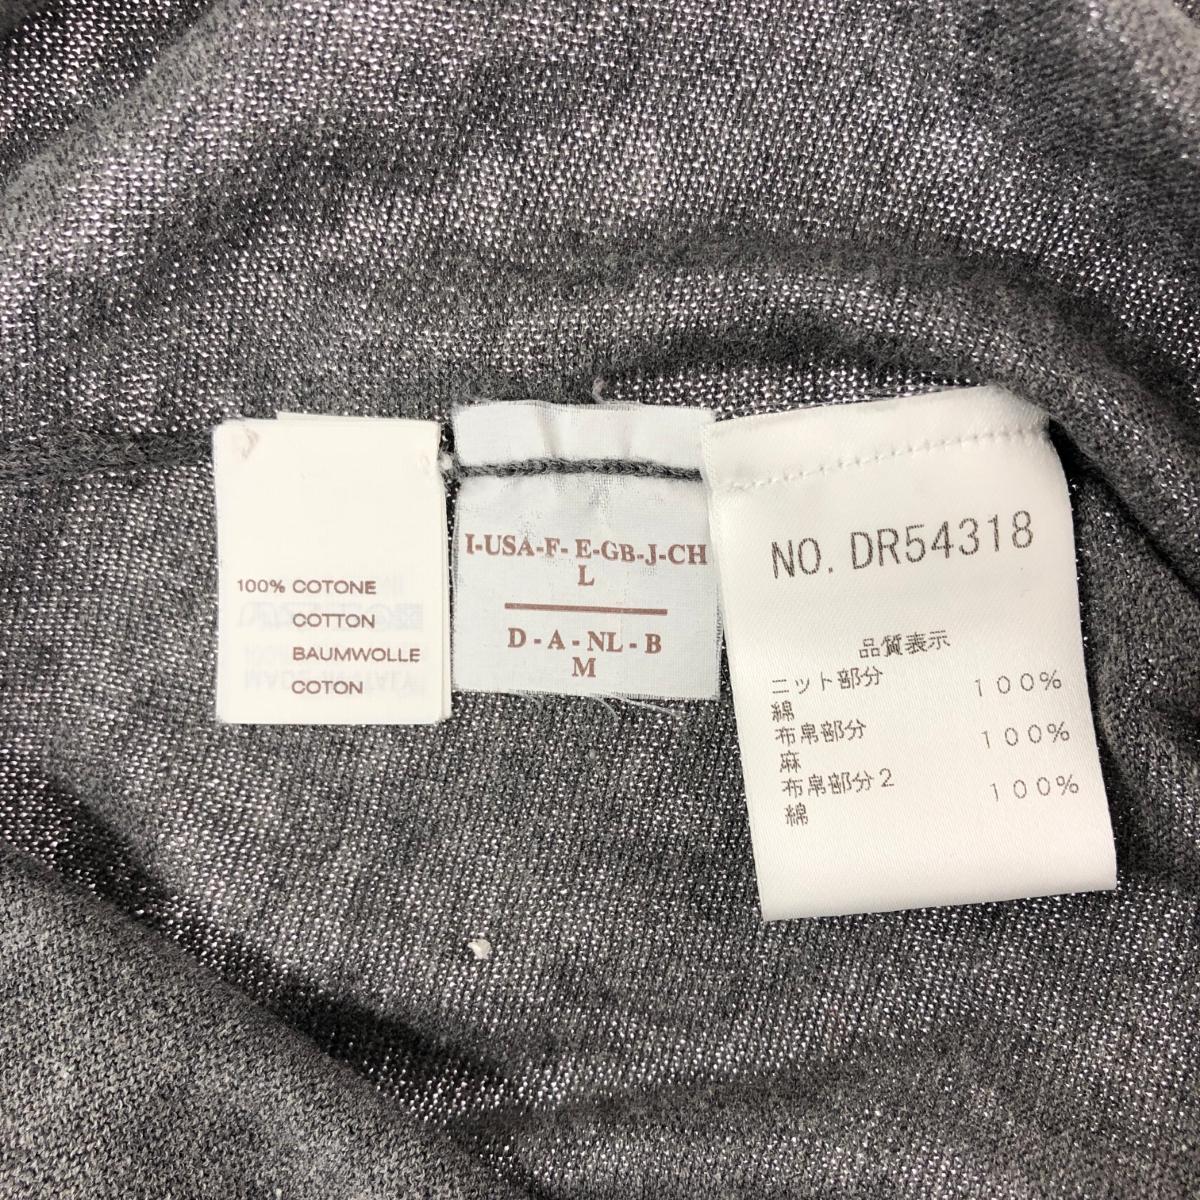 100% COTONE
COTTON
BAUMWOLLE
COTON
I-USA-F- E-GB-J-CH
L
D - A - NL - B
M
NO. DR54318
品質表示
ニット部分
綿 100%
布帛部分
麻 100%
布帛部分2
綿 100%